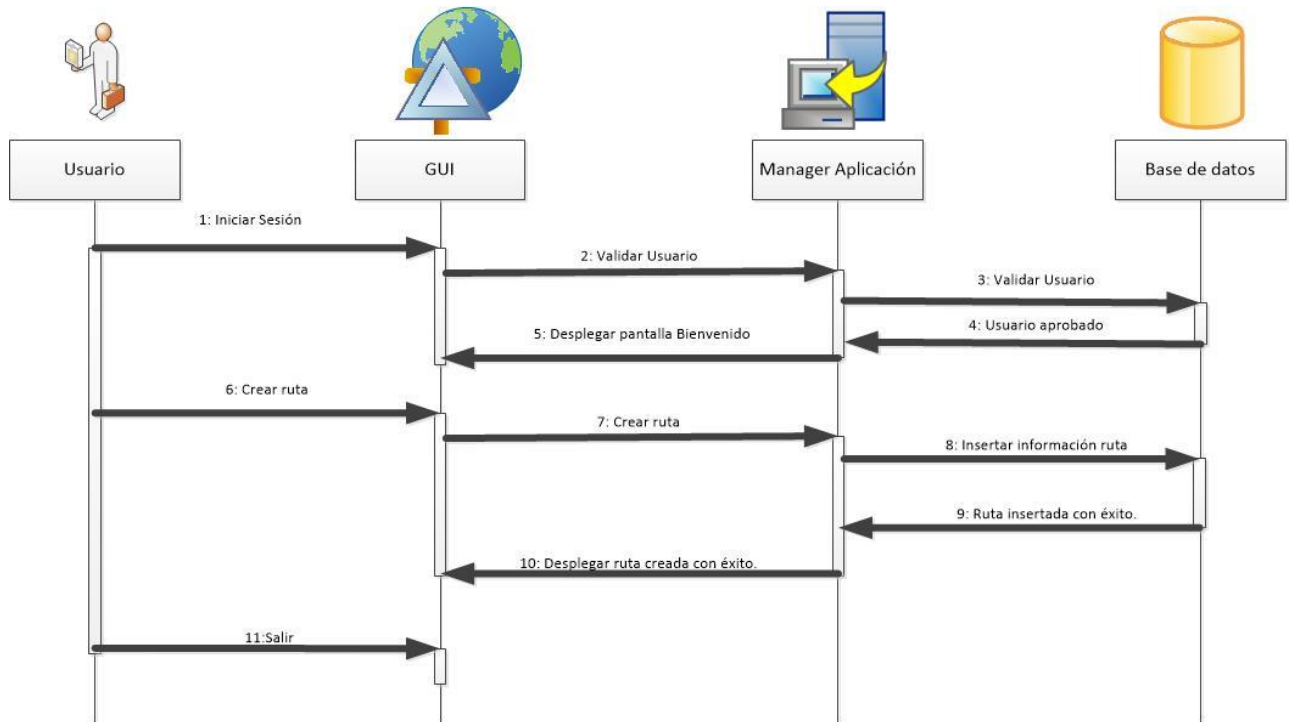 Usuario
GUI
Manager Aplicación
Base de datos
1: Iniciar Sesión
2: Validar Usuario
3: Validar Usuario
4: Usuario aprobado
5: Desplegar pantalla Bienvenido
6: Crear ruta
7: Crear ruta
8: Insertar información ruta
9: Ruta insertada con éxito.
10: Desplegar ruta creada con éxito.
11:Salir